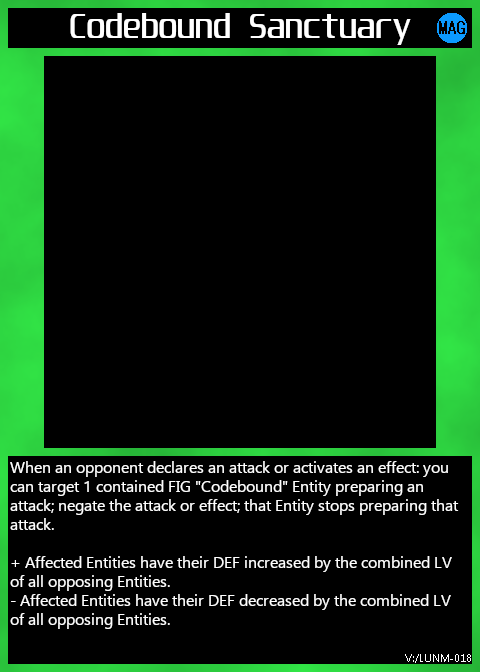 Codebound Sanctuary
MAG
When an opponent declares an attack or activates an effect: you
can target 1 contained FIG "Codebound" Entity preparing an
attack; negate the attack or effect; that Entity stops preparing that
attack.
+ Affected Entities have their DEF increased by the combined LV
of all opposing Entities.
- Affected Entities have their DEF decreased by the combined LV
of all opposing Entities.
V:/LUNM-018